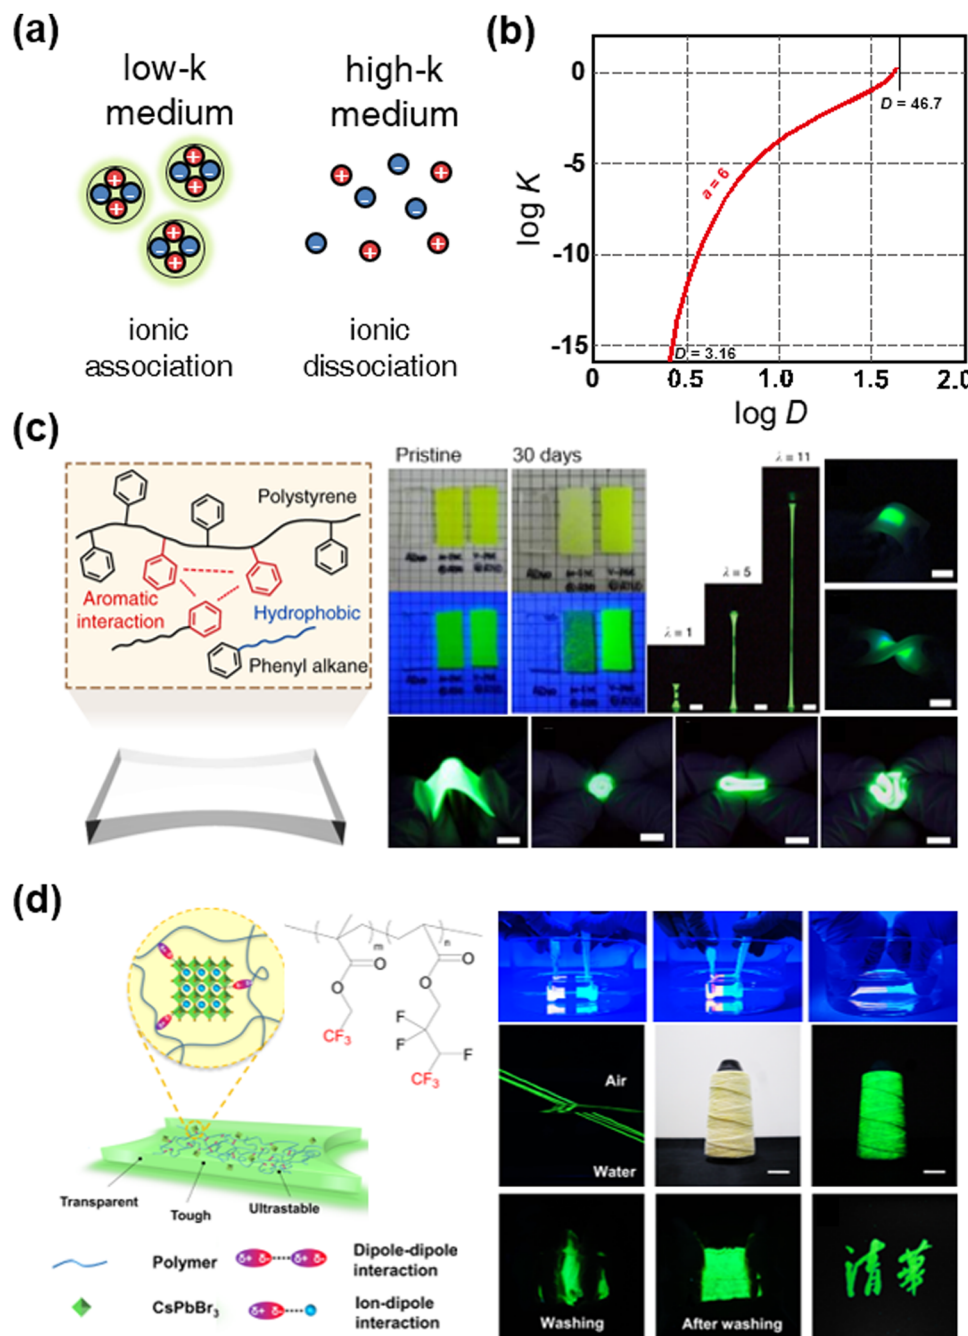 (a)
low-k
medium
high-k
medium
ionic
association
ionic
dissociation
(b)
log K
0
-5
-10
-15
a = 6
D = 46.7
D = 3.16
0
0.5
1.0
1.5
2.0
log D
(c)
Polystyrene
Aromatic
interaction
Hydrophobic
Phenyl alkane
Pristine
30 days
λ = 1
λ = 5
λ = 11
(d)
m
n
O
O
O
O
CF3
F
F
F
CF3
Transparent
Tough
Ultrastable
Polymer
CsPbBr3
δ+ δ- δ+ δ-
Dipole-dipole
interaction
δ+ δ-
Ion-dipole
interaction
Air
Water
Washing
After washing
清華